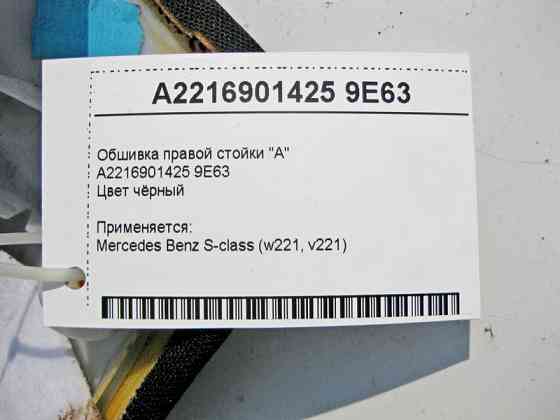 A2216901425 9E63
Обшивка правой стойки "А"
A2216901425 9E63
Цвет чёрный
Применяется:
Mercedes Benz S-class (w221, v221)